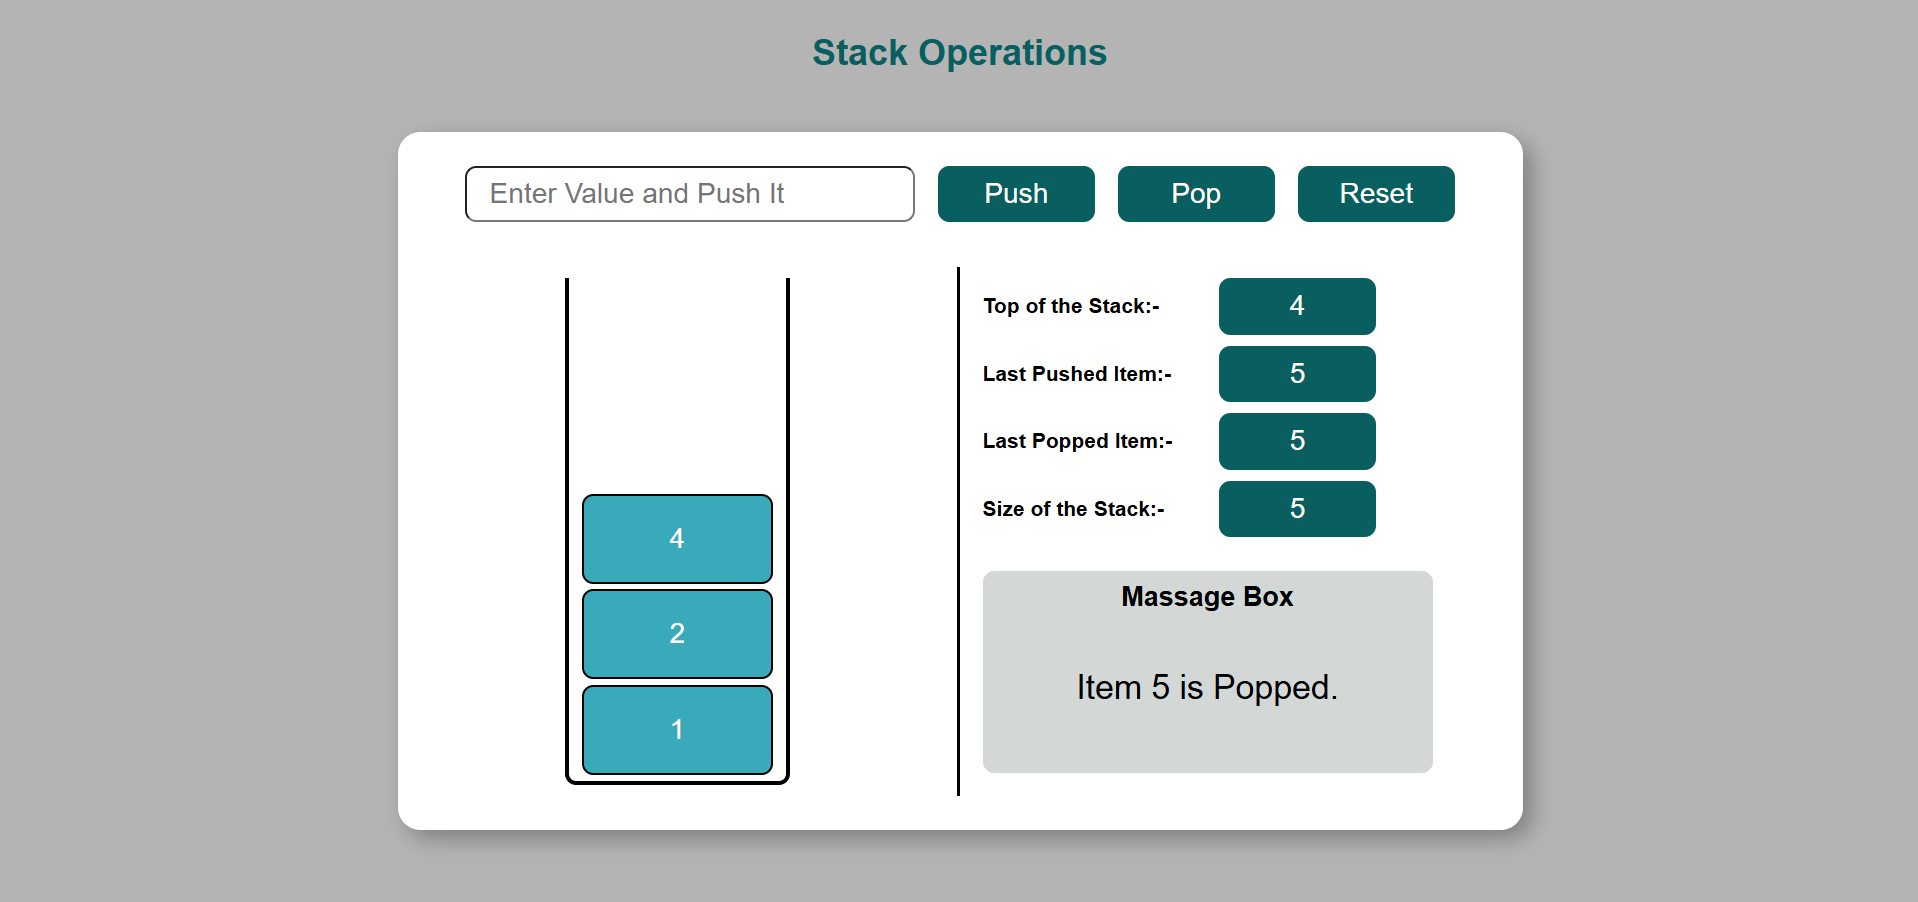 Stack Operations
Enter Value and Push It
Push
Pop
Reset
4
2
1
Top of the Stack:-
4
Last Pushed Item:-
5
Last Popped Item:-
5
Size of the Stack:-
5
Massage Box
Item 5 is Popped.